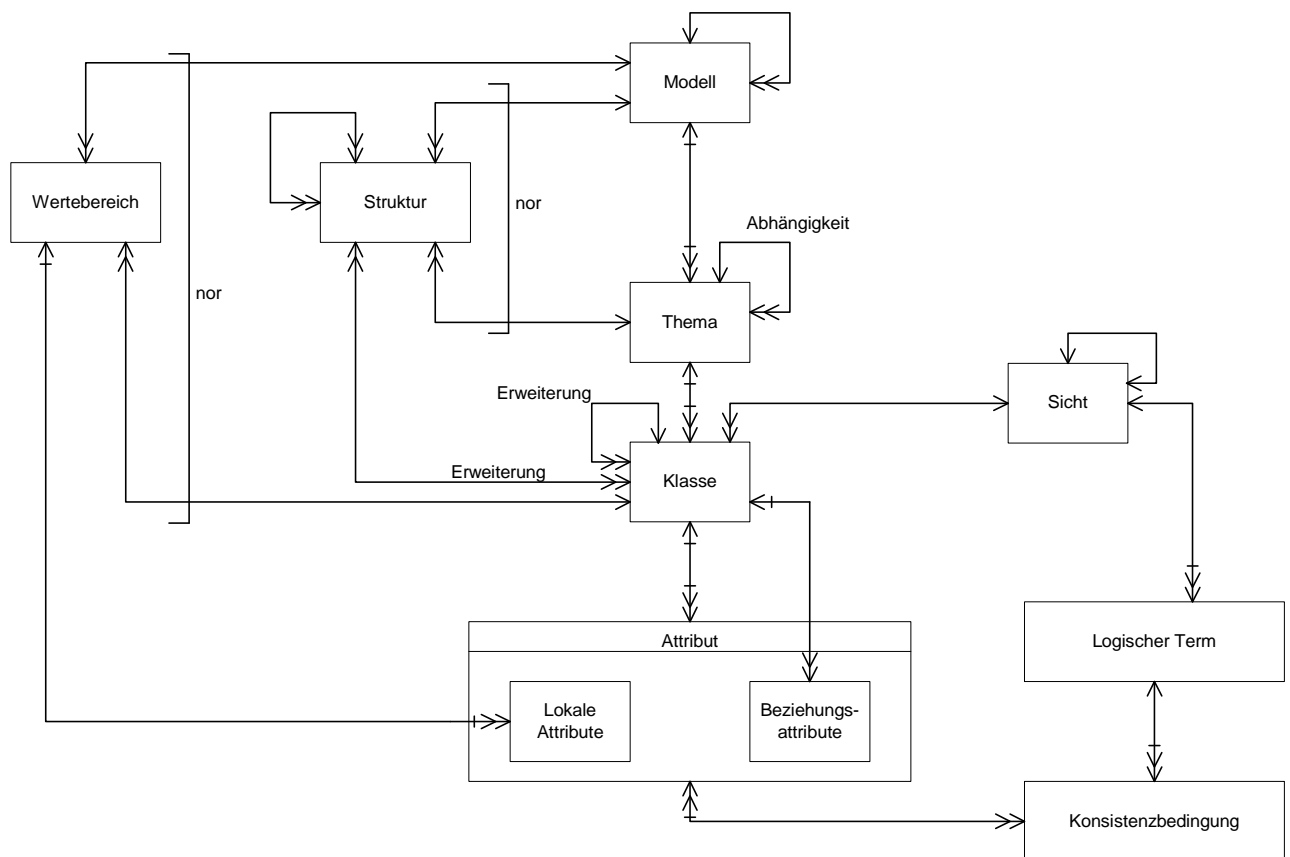 Modell
Wertebereich
Struktur
nor
Abhängigkeit
nor
Thema
Erweiterung
Sicht
Erweiterung
Klasse
Attribut
Logischer Term
Lokale
Attribute
Beziehungs-
attribute
Konsistenzbedingung